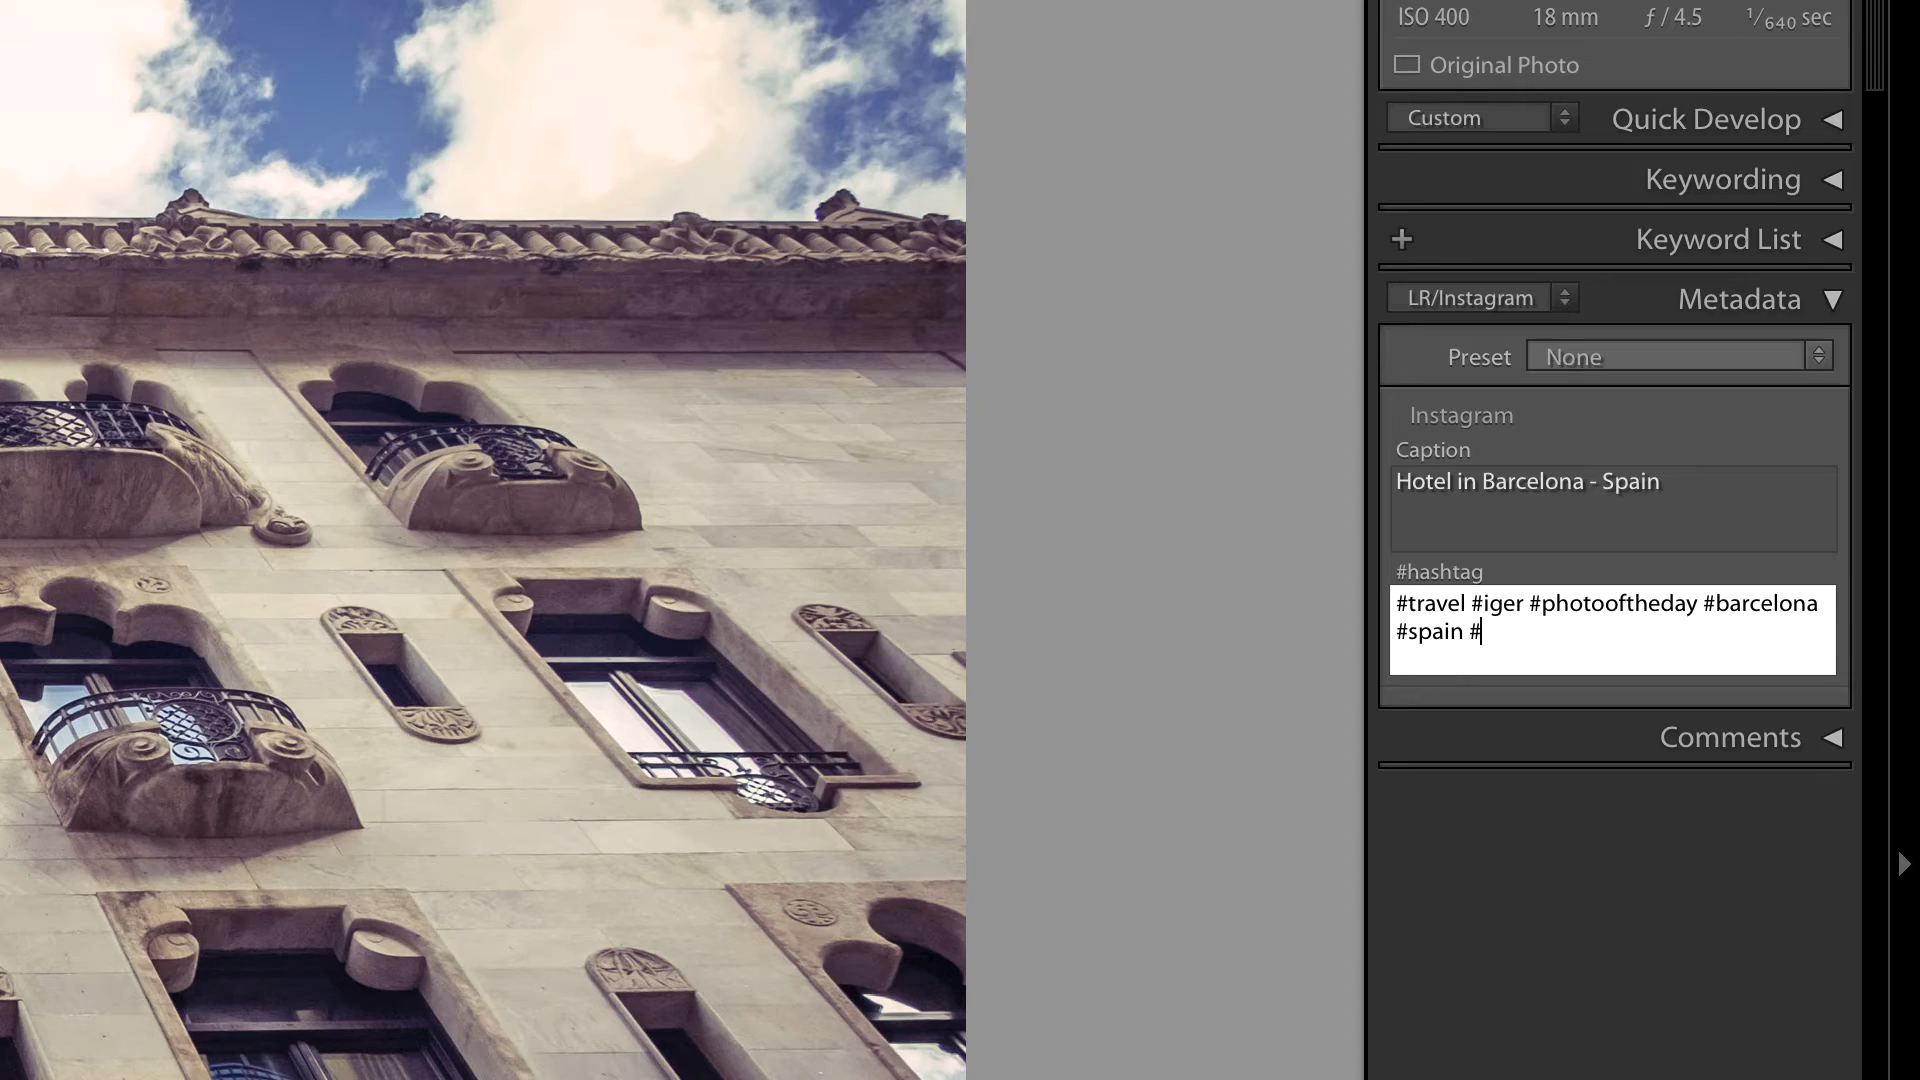 ISO 400 18 mm ƒ / 4.5 1/640 sec
Original Photo
Custom Quick Develop
Keywording
+ Keyword List
LR/Instagram Metadata
Preset None
Instagram
Caption
Hotel in Barcelona - Spain
#hashtag
#travel #iger #photooftheday #barcelona
#spain #
Comments